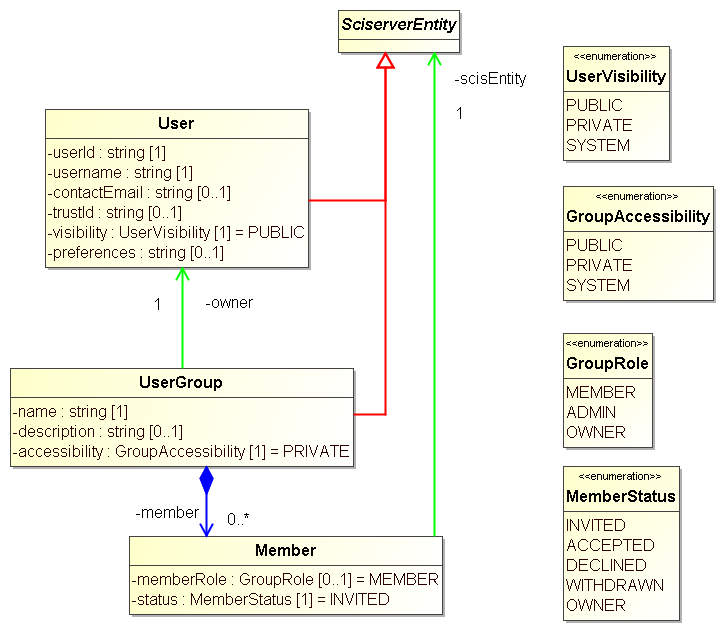 SciserverEntity
-scisEntity
1
User
-userId : string [1]
-username : string [1]
-contactEmail : string [0..1]
-trustId : string [0..1]
-visibility : UserVisibility [1] = PUBLIC
-preferences : string [0..1]
1
-owner
UserGroup
-name : string [1]
-description : string [0..1]
-accessibility : GroupAccessibility [1] = PRIVATE
-member
0..*
Member
-memberRole : GroupRole [0..1] = MEMBER
-status : MemberStatus [1] = INVITED
<<enumeration>>
UserVisibility
PUBLIC
PRIVATE
SYSTEM
<<enumeration>>
GroupAccessibility
PUBLIC
PRIVATE
SYSTEM
<<enumeration>>
GroupRole
MEMBER
ADMIN
OWNER
<<enumeration>>
MemberStatus
INVITED
ACCEPTED
DECLINED
WITHDRAWN
OWNER